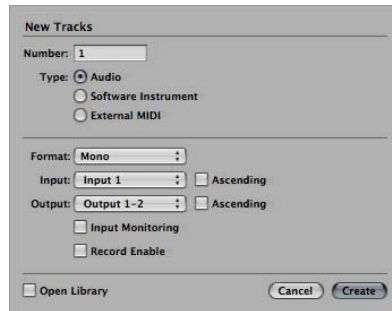 New Tracks
Number: 1
Type: Audio
Software Instrument
External MIDI
Format: Mono
Input: Input 1 Ascending
Output: Output 1-2 Ascending
Input Monitoring
Record Enable
Open Library Cancel Create